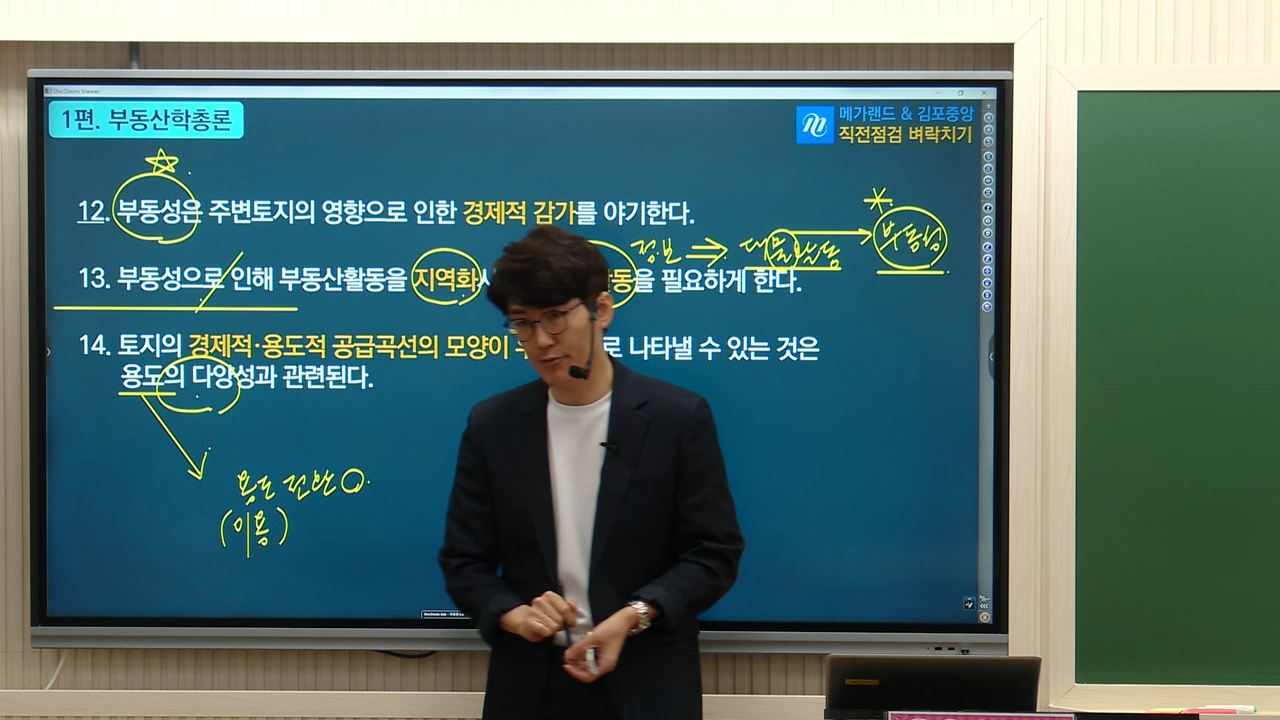 DocZoom Viewer
1편. 부동산학총론
메가랜드 & 김포중앙
직전점검 벼락치기
12. 부동성은 주변토지의 영향으로 인한 경제적 감가를 야기한다.
정보 ⇒ 대물활동 → 부동성
13. 부동성으로 인해 부동산활동을 지역화 동을 필요하게 한다.
14. 토지의 경제적·용도적 공급곡선의 모양이 로 나타낼 수 있는 것은
용도의 다양성과 관련된다.
용도 전환
(이용)